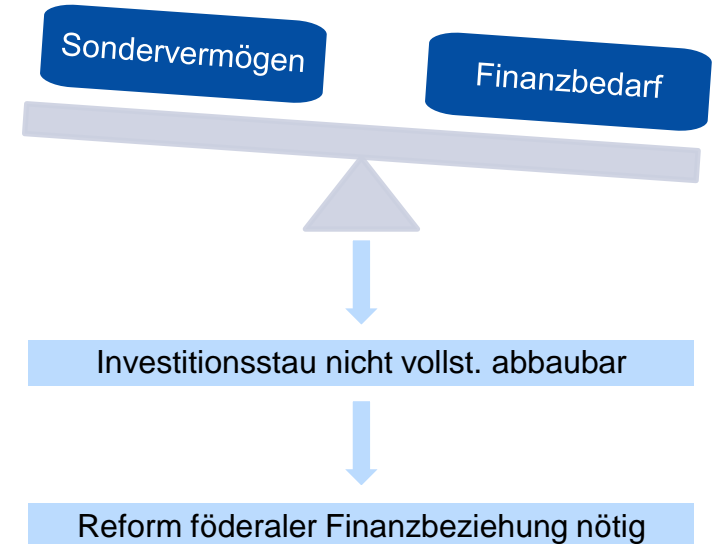 Sondervermögen
Finanzbedarf
Investitionsstau nicht vollst. abbaubar
Reform föderaler Finanzbeziehung nötig